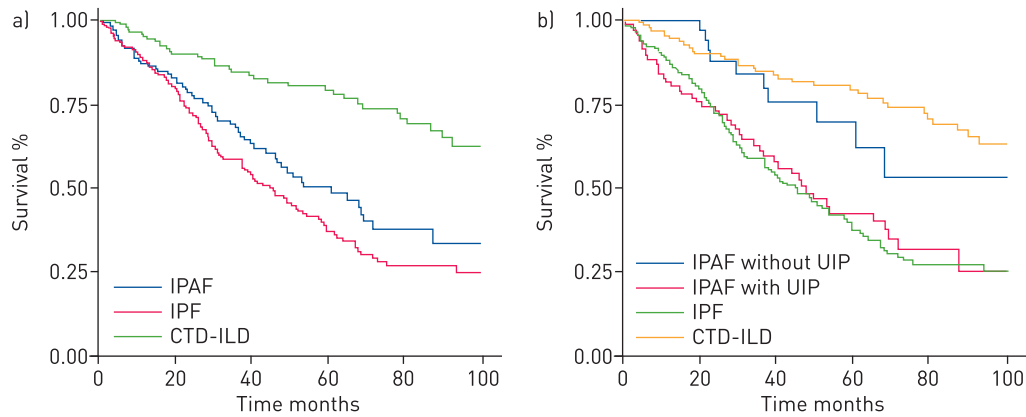 a)
Survival %
1.00
0.75
0.50
0.25
0.00
IPAF
IPF
CTD-ILD
0 20 40 60 80 100
Time months
b)
Survival %
1.00
0.75
0.50
0.25
0.00
IPAF without UIP
IPAF with UIP
IPF
CTD-ILD
0 20 40 60 80 100
Time months